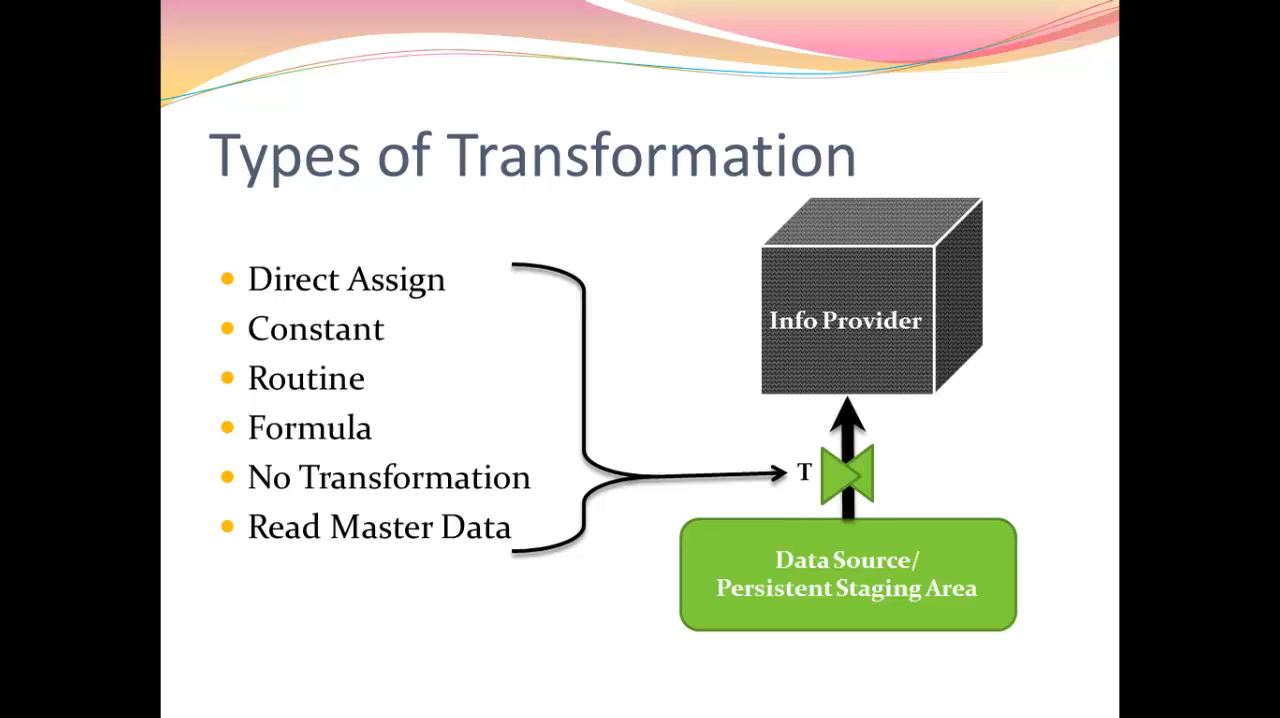 Types of Transformation
Direct Assign
Constant
Routine
Formula
No Transformation
Read Master Data
Info Provider
T
Data Source/
Persistent Staging Area